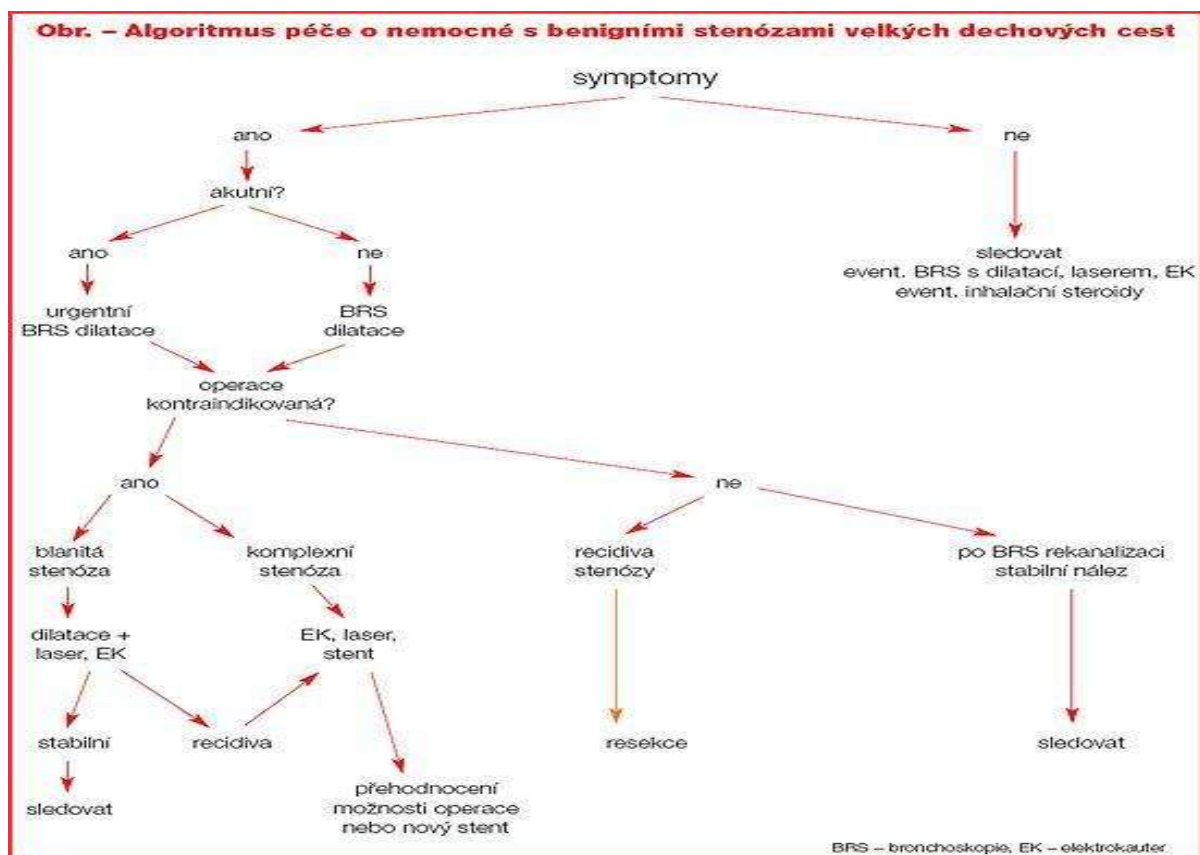 Obr. – Algoritmus péče o nemocné s benigními stenózami velkých dechových cest
symptomy
ano
ne
akutní?
ano
ne
sledovat
event. BRS s dilatací, laserem, EK
event. inhalační steroidy
urgentní
BRS dilatace
BRS
dilatace
operace
kontraindikovaná?
ano
ne
blanitá
stenóza
komplexní
stenóza
recidiva
stenózy
po BRS rekanalizaci
stabilní nález
dilatace +
laser, EK
EK, laser,
stent
stabilní
recidiva
resekce
sledovat
sledovat
přehodnocení
možnosti operace
nebo nový stent
BRS – bronchoskopie, EK – elektrokauter